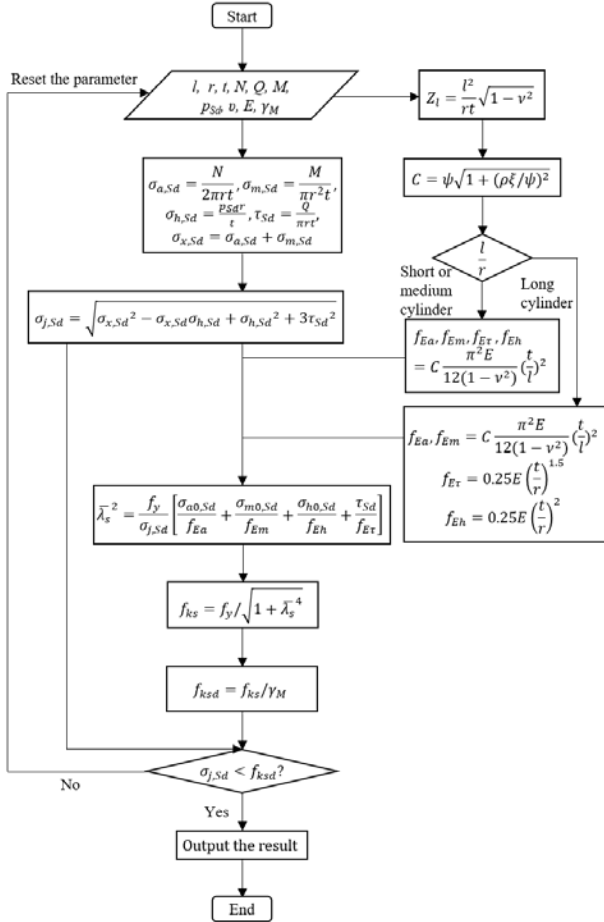 Start
Reset the parameter
l, r, t, N, Q, M,
p_Sd, υ, E, γ_M
Z_l = l²/rt √(1 − ν²)
σ_a,Sd = N/2πrt, σ_m,Sd = M/πr²t,
σ_h,Sd = p_Sd r/t, τ_Sd = Q/πrt,
σ_x,Sd = σ_a,Sd + σ_m,Sd
C = ψ√(1 + (ρξ/ψ)²)
l/r
Short or
medium
cylinder
Long
cylinder
σ_j,Sd = √(σ_x,Sd² − σ_x,Sd σ_h,Sd + σ_h,Sd² + 3τ_Sd²)
f_Ea, f_Em, f_Eτ, f_Eh
= C π²E/12(1 − ν²) (t/l)²
f_Ea, f_Em = C π²E/12(1 − ν²) (t/l)²
f_Eτ = 0.25E (t/r)^1.5
f_Eh = 0.25E (t/r)²
λ̄_s² = f_y/σ_j,Sd [σ_a0,Sd/f_Ea + σ_m0,Sd/f_Em + σ_h0,Sd/f_Eh + τ_Sd/f_Eτ]
f_ks = f_y/√(1 + λ̄_s⁴)
f_ksd = f_ks/γ_M
σ_j,Sd < f_ksd?
No
Yes
Output the result
End